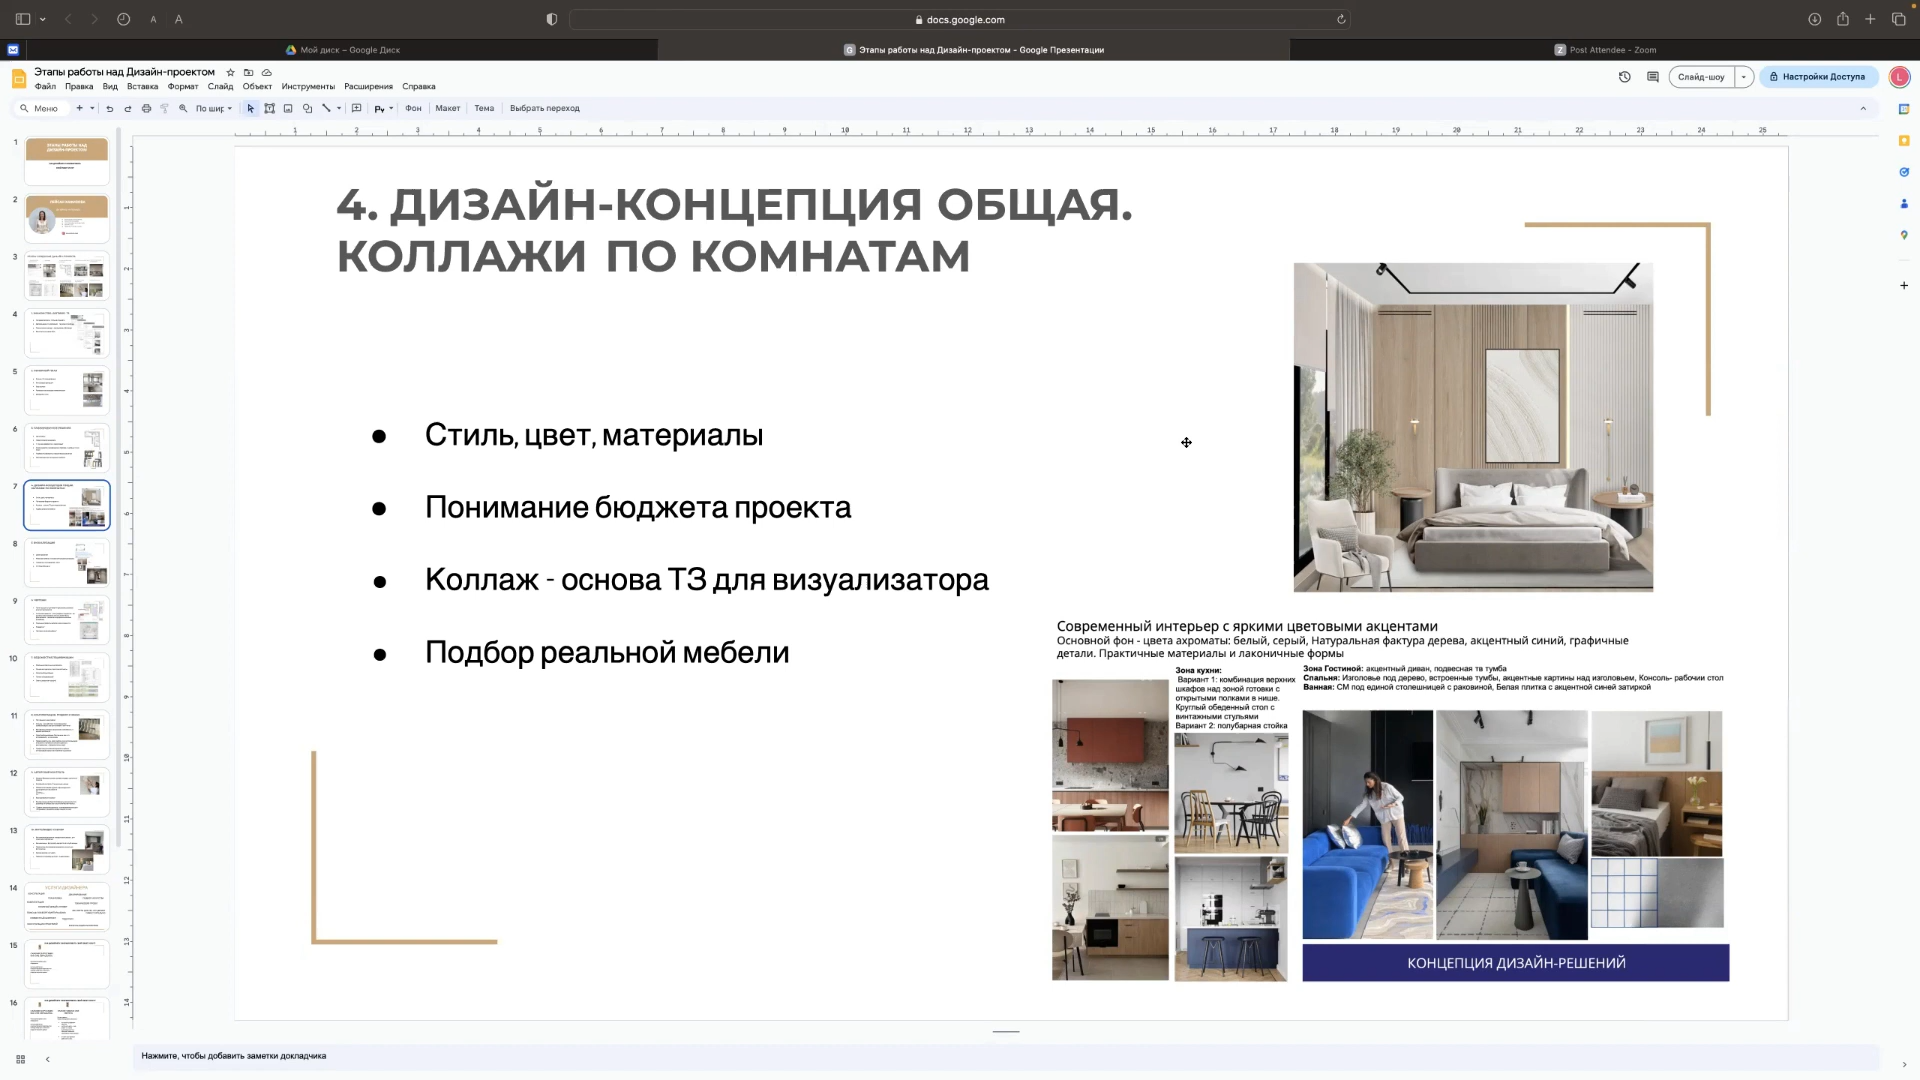 docs.google.com
Мой диск – Google Диск
Этапы работы над Дизайн-проектом - Google Презентации
Post Attendee - Zoom
Этапы работы над Дизайн-проектом
Файл Правка Вид Вставка Формат Слайд Объект Инструменты Расширения Справка
Слайд-шоу
Настройки Доступа
Меню
По шир
Фон Макет Тема Выбрать переход
4. ДИЗАЙН-КОНЦЕПЦИЯ ОБЩАЯ.
КОЛЛАЖИ ПО КОМНАТАМ
Стиль, цвет, материалы
Понимание бюджета проекта
Коллаж - основа ТЗ для визуализатора
Подбор реальной мебели
Современный интерьер с яркими цветовыми акцентами
Основной фон - цвета ахроматы: белый, серый, Натуральная фактура дерева, акцентный синий, графичные
детали. Практичные материалы и лаконичные формы
Зона кухни:
Вариант 1: комбинация верхних
шкафов над зоной готовки с
открытыми полками в нише.
Круглый обеденный стол с
винтажными стульями
Вариант 2: полубарная стойка
Зона Гостиной: акцентный диван, подвесная тв тумба
Спальня: Изголовье под дерево, встроенные тумбы, акцентные картины над изголовьем, Консоль- рабочии стол
Ванная: СМ под единой столешницей с раковиной, Белая плитка с акцентной синей затиркой
КОНЦЕПЦИЯ ДИЗАЙН-РЕШЕНИЙ
Нажмите, чтобы добавить заметки докладчика